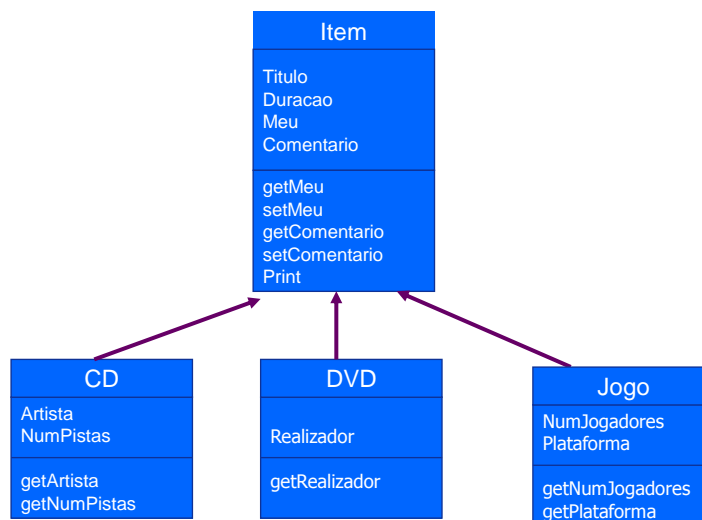 Item
Titulo
Duracao
Meu
Comentario
getMeu
setMeu
getComentario
setComentario
Print
CD
Artista
NumPistas
getArtista
getNumPistas
DVD
Realizador
getRealizador
Jogo
NumJogadores
Plataforma
getNumJogadores
getPlataforma